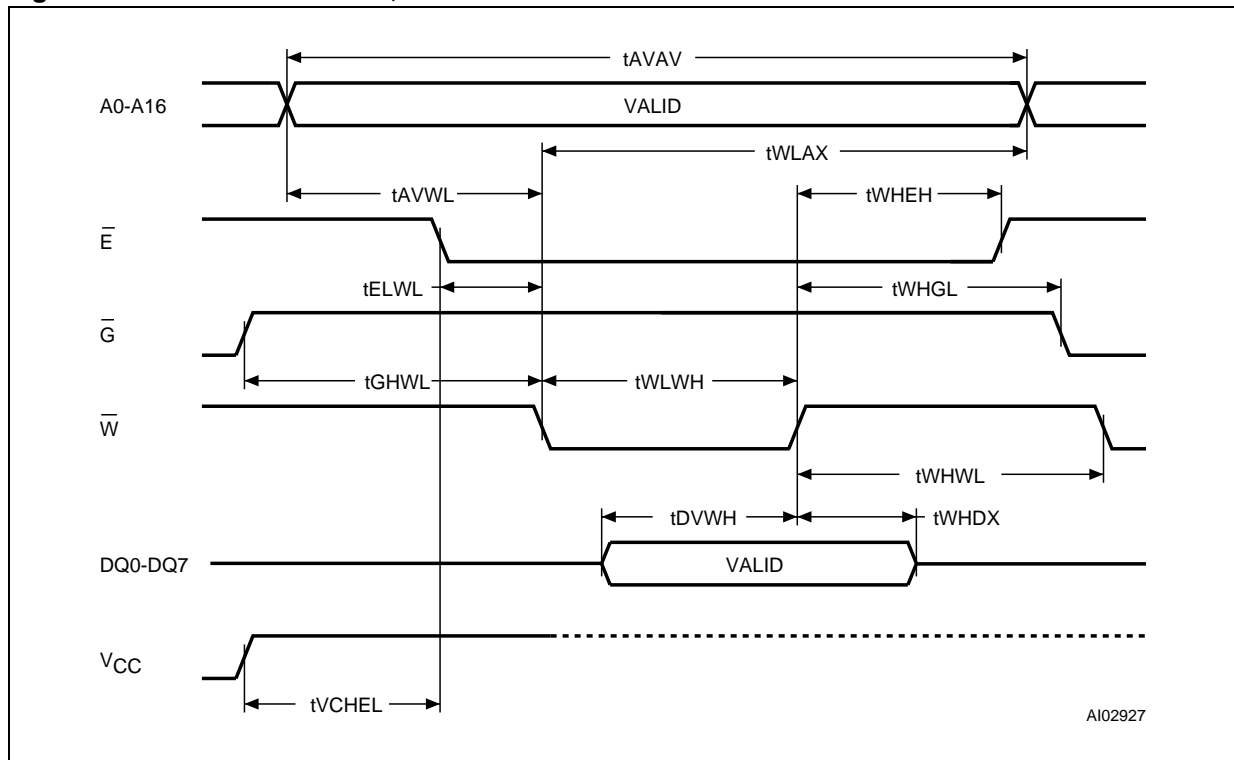 tAVAV
A0-A16
VALID
tWLAX
tAVWL
tWHEH
E
tELWL
tWHGL
G
tGHWL
tWLWH
W
tWHWL
tDVWH
tWHDX
DQ0-DQ7
VALID
VCC
tVCHEL
AI02927